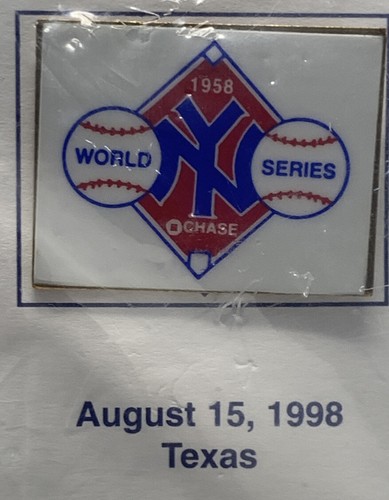 1958
NY
WORLD
SERIES
CHASE
August 15, 1998
Texas